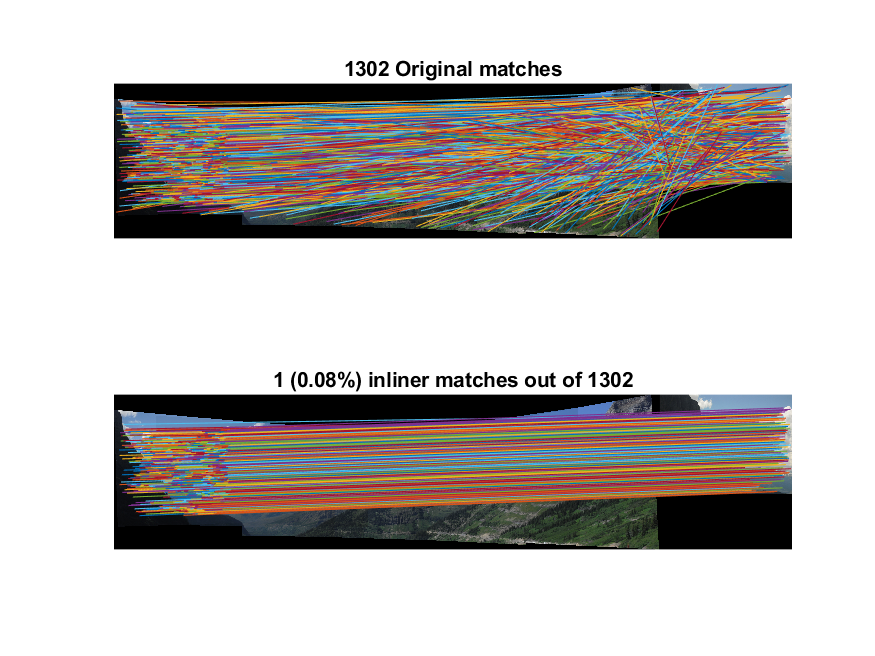 1302 Original matches
1 (0.08%) inliner matches out of 1302